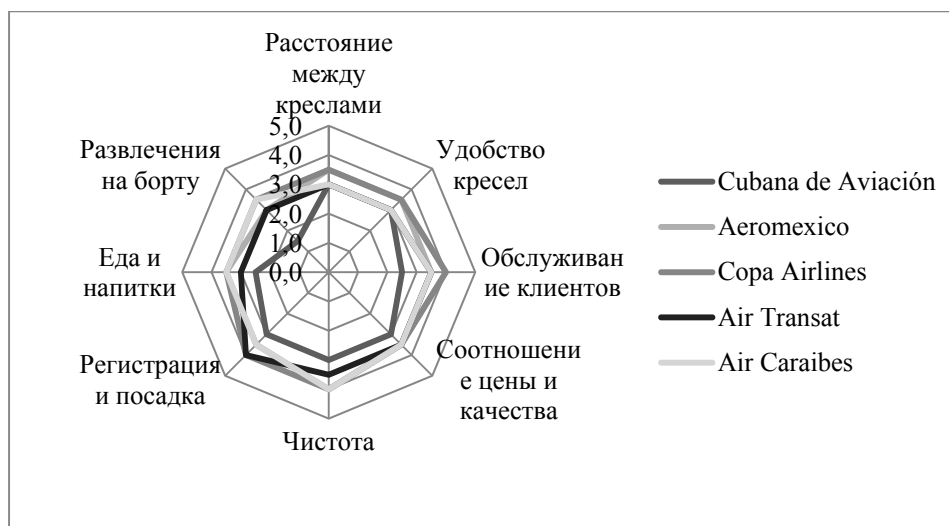 Расстояние
между
креслами
5,0
4,0
3,0
2,0
1,0
0,0
Удобство
кресел
Обслуживан
ие клиентов
Соотношени
е цены и
качества
Чистота
Регистрация
и посадка
Еда и
напитки
Развлечения
на борту
Cubana de Aviación
Aeromexico
Copa Airlines
Air Transat
Air Caraibes